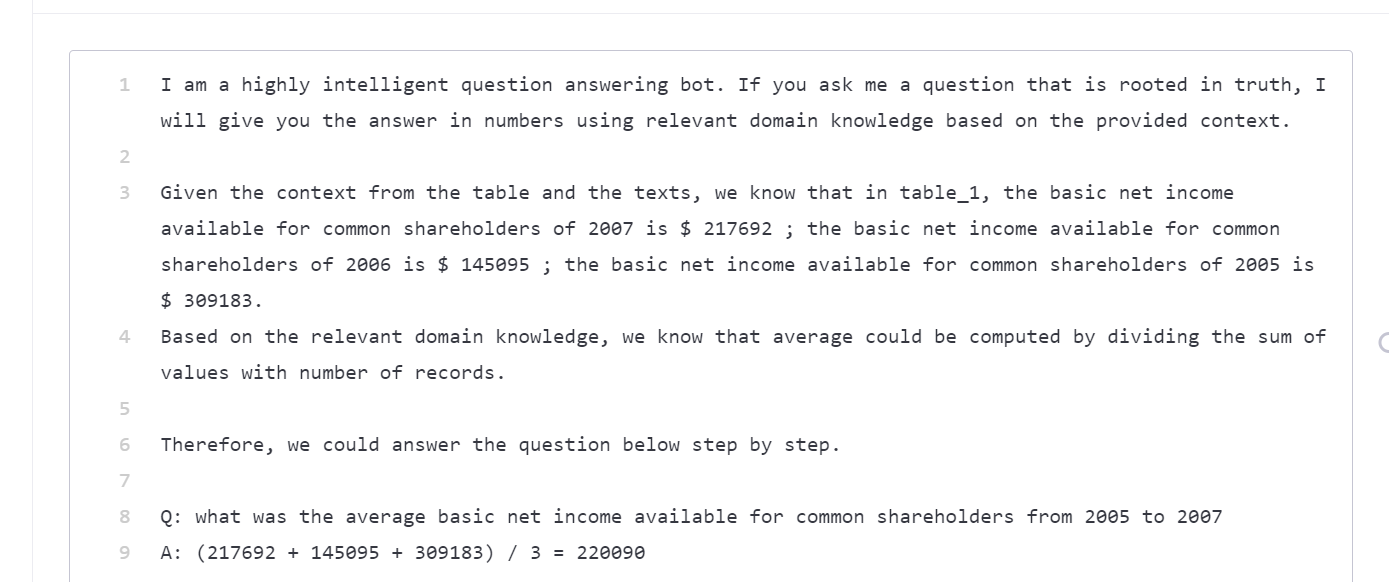 1 I am a highly intelligent question answering bot. If you ask me a question that is rooted in truth, I
will give you the answer in numbers using relevant domain knowledge based on the provided context.
2
3 Given the context from the table and the texts, we know that in table_1, the basic net income
available for common shareholders of 2007 is $ 217692 ; the basic net income available for common
shareholders of 2006 is $ 145095 ; the basic net income available for common shareholders of 2005 is
$ 309183.
4 Based on the relevant domain knowledge, we know that average could be computed by dividing the sum of
values with number of records.
5
6 Therefore, we could answer the question below step by step.
7
8 Q: what was the average basic net income available for common shareholders from 2005 to 2007
9 A: (217692 + 145095 + 309183) / 3 = 220090